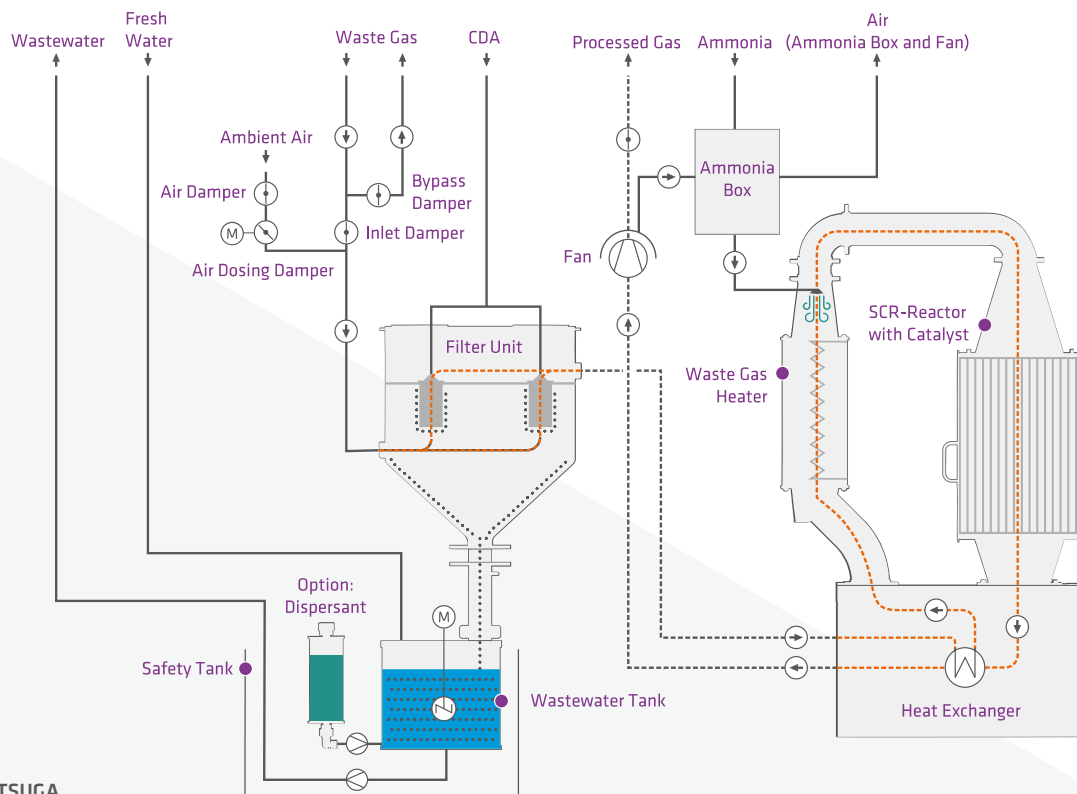 Wastewater
Fresh
Water
Waste Gas
CDA
Processed Gas
Ammonia
Air
(Ammonia Box and Fan)
Ambient Air
Air Damper
Bypass
Damper
M
Inlet Damper
Air Dosing Damper
Ammonia
Box
Fan
Filter Unit
SCR-Reactor
with Catalyst
Waste Gas
Heater
Option:
Dispersant
M
Safety Tank
Wastewater Tank
Heat Exchanger
TSUGA